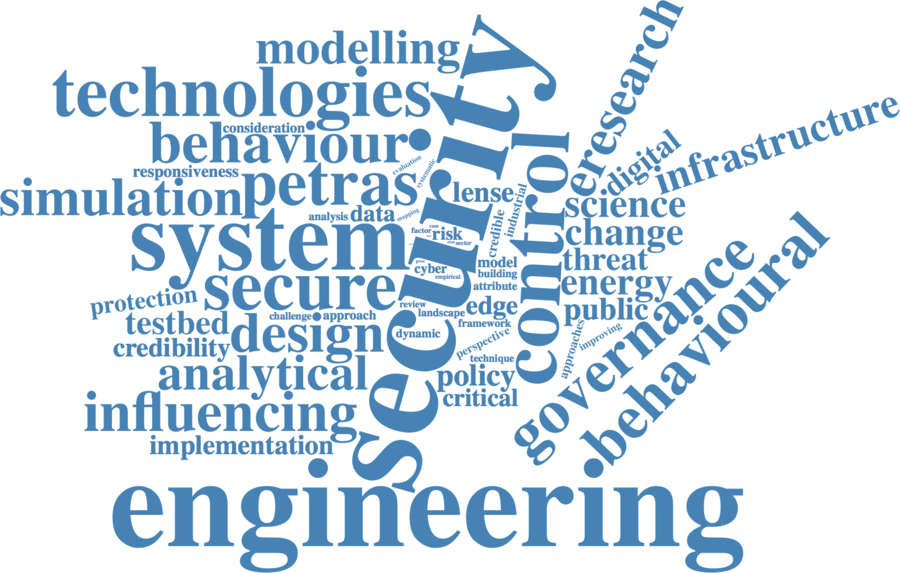 modelling
technologies
consideration
behaviour
responsiveness
simulation
petras
evaluation
systematic
analysis
data
mapping
lense
industrial
credible
security
control
eresearch
digital
infrastructure
science
change
threat
energy
public
system
factor
case
risk
sector
cyber
empirical
model
building
attribute
secure
protection
testbed
credibility
challenge
approach
review
landscape
edge
framework
dynamic
perspective
technique
approaches
improving
design
analytical
policy
critical
influencing
implementation
governance
behavioural
engineering